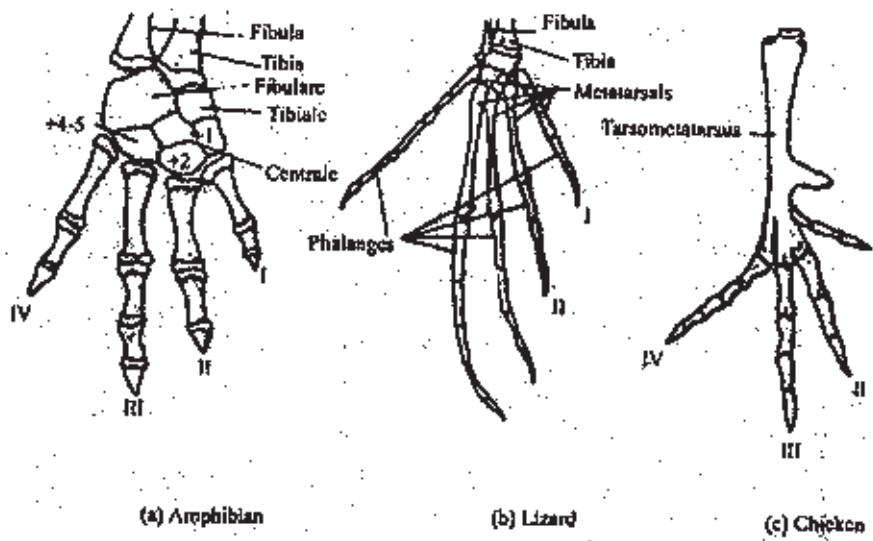 Fibula
Tibia
Fibulare
Tibiale
+4-5
1
+2
Centrale
I
IV
II
III
(a) Amphibian
Fibula
Tibia
Metatarsals
Phalanges
I
II
(b) Lizard
Tarsometatarsus
IV
II
III
(c) Chicken